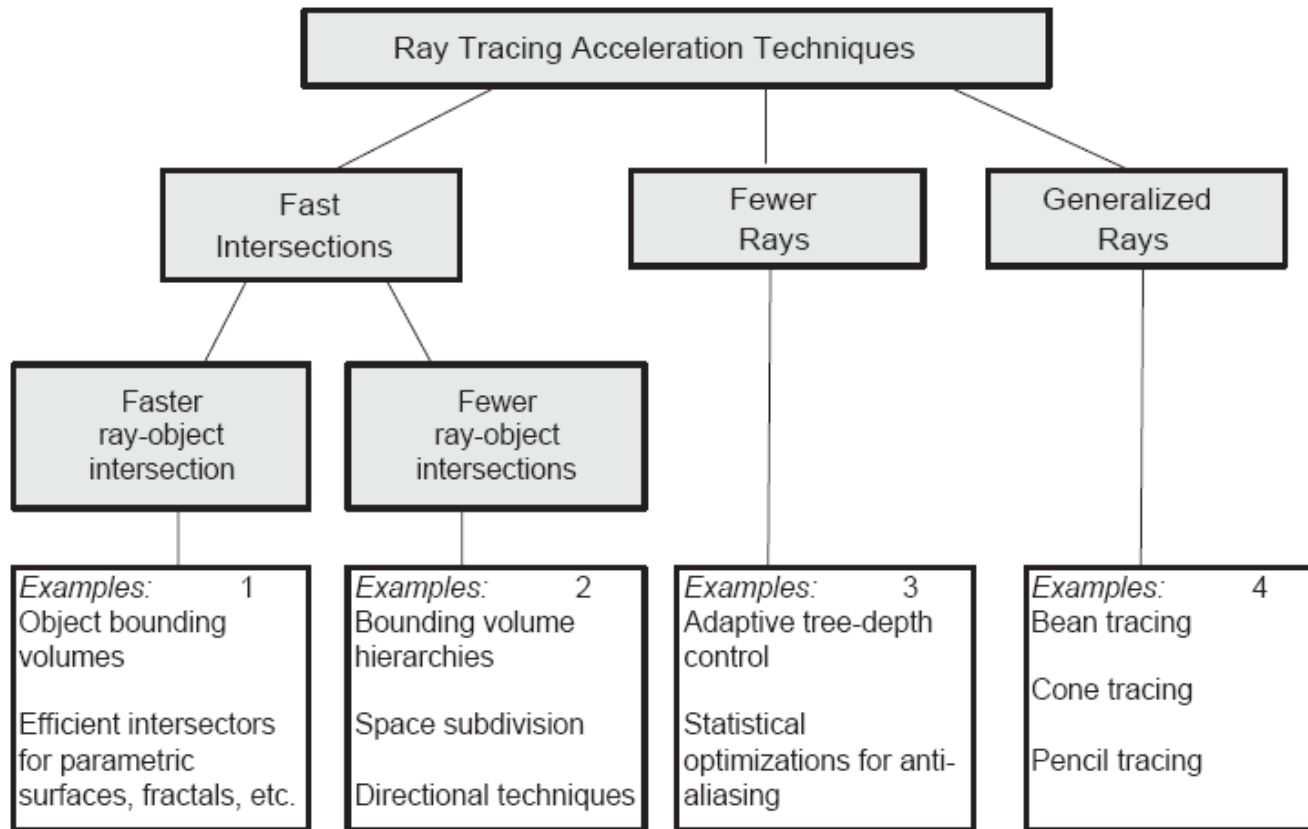 Ray Tracing Acceleration Techniques
Fast
Intersections
Fewer
Rays
Generalized
Rays
Faster
ray-object
intersection
Fewer
ray-object
intersections
Examples: 1
Object bounding
volumes
Efficient intersectors
for parametric
surfaces, fractals, etc.
Examples: 2
Bounding volume
hierarchies
Space subdivision
Directional techniques
Examples: 3
Adaptive tree-depth
control
Statistical
optimizations for anti-
aliasing
Examples: 4
Bean tracing
Cone tracing
Pencil tracing